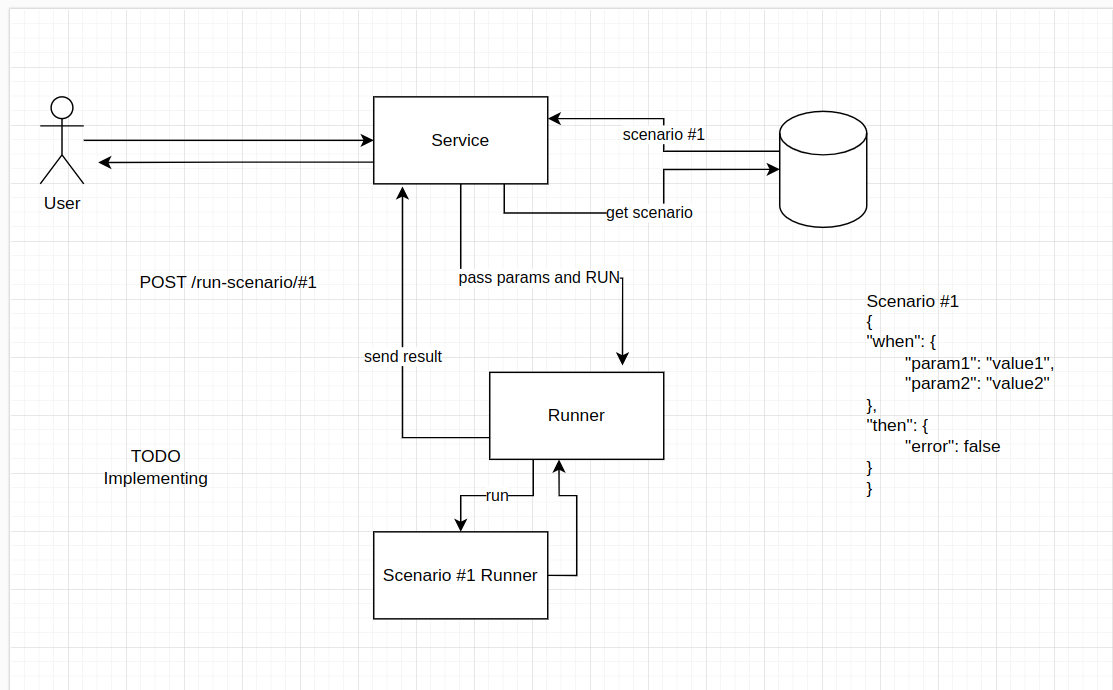 Service
scenario #1
User
get scenario
POST /run-scenario/#1
pass params and RUN
Scenario #1
{
"when": {
"param1": "value1",
"param2": "value2"
},
"then": {
"error": false
}
}
send result
Runner
TODO
Implementing
run
Scenario #1 Runner